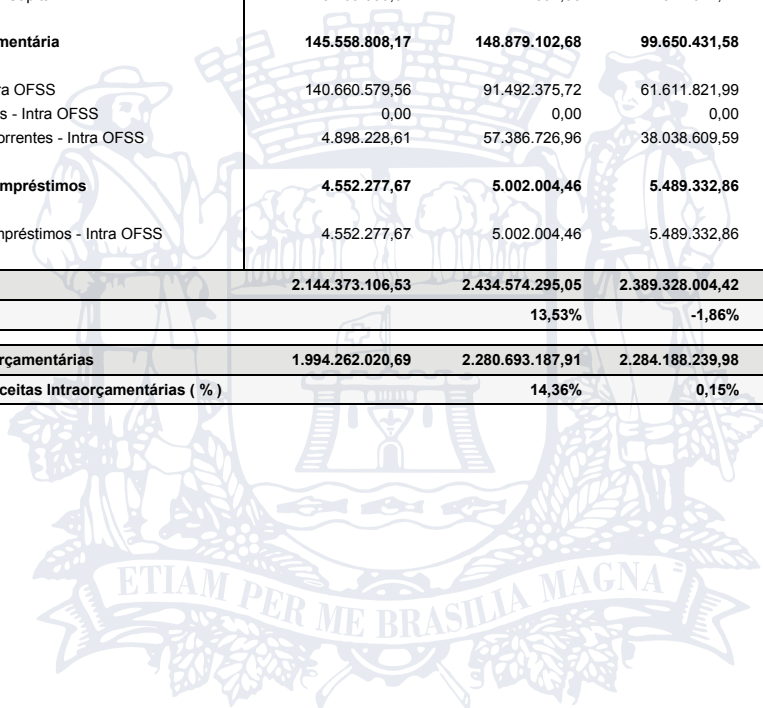 mentária 145.558.808,17 148.879.102,68 99.650.431,58
ra OFSS 140.660.579,56 91.492.375,72 61.611.821,99
s - Intra OFSS 0,00 0,00 0,00
orrentes - Intra OFSS 4.898.228,61 57.386.726,96 38.038.609,59
mpréstimos 4.552.277,67 5.002.004,46 5.489.332,86
mpréstimos - Intra OFSS 4.552.277,67 5.002.004,46 5.489.332,86
2.144.373.106,53 2.434.574.295,05 2.389.328.004,42
13,53% -1,86%
rçamentárias 1.994.262.020,69 2.280.693.187,91 2.284.188.239,98
ceitas Intraorçamentárias ( % ) 14,36% 0,15%
ETIAM PER ME BRASILIA MAGNA